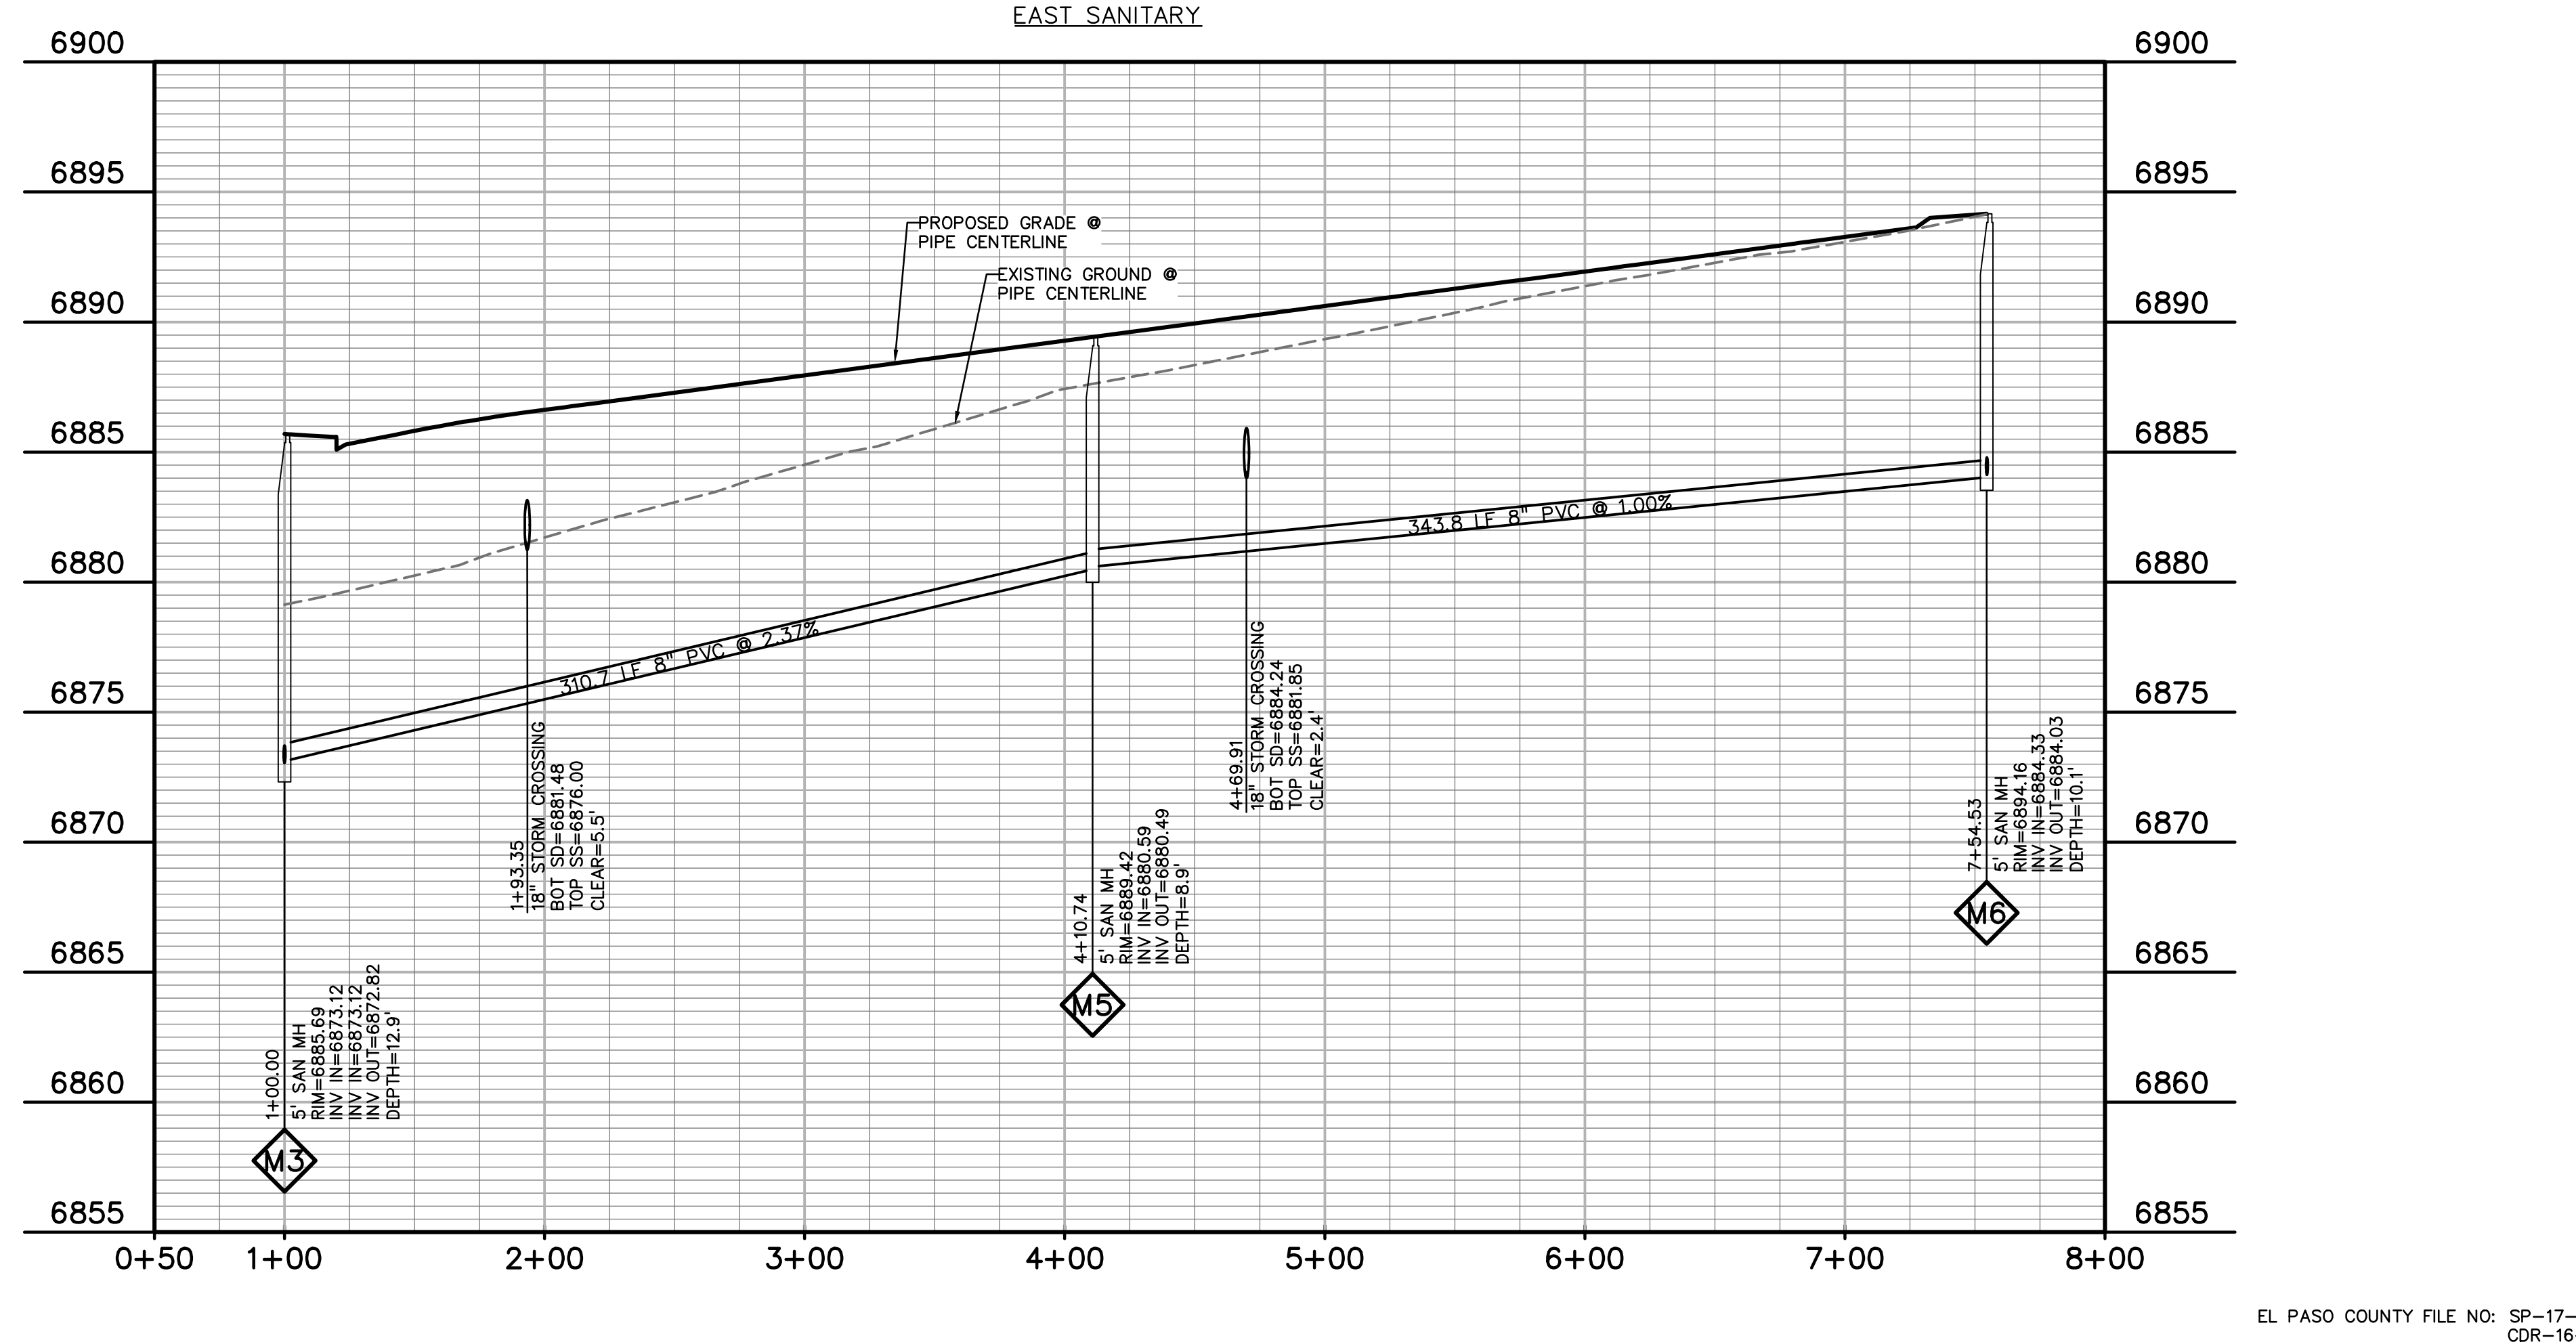 EAST SANITARY
6900
6900
6895
6895
PROPOSED GRADE @
PIPE CENTERLINE
EXISTING GROUND @
PIPE CENTERLINE
6890
6890
6885
6885
6880
6880
6875
6875
6870
6870
6865
6865
6860
6860
6855
6855
310.7 LF 8" PVC @ 2.37%
343.8 LF 8" PVC @ 1.00%
1+00.00
5' SAN MH
RIM=6885.69
INV IN=6873.12
INV IN=6873.12
INV OUT=6872.82
DEPTH=12.9'
M3
1+93.35
18" STORM CROSSING
BOT SD=6881.48
TOP SS=6876.00
CLEAR=5.5'
4+10.74
5' SAN MH
RIM=6889.42
INV IN=6880.59
INV OUT=6880.49
DEPTH=8.9'
M5
4+69.91
18" STORM CROSSING
BOT SD=6884.24
TOP SS=6881.85
CLEAR=2.4'
7+54.53
5' SAN MH
RIM=6894.16
INV IN=6884.33
INV OUT=6884.03
DEPTH=10.1'
M6
0+50
1+00
2+00
3+00
4+00
5+00
6+00
7+00
8+00
EL PASO COUNTY FILE NO: SP-17-
CDR-16